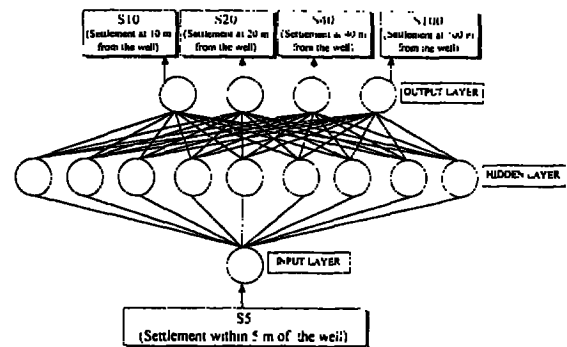 S10
(Settlement at 10 m
from the well)
S20
(Settlement at 20 m
from the well)
S40
(Settlement at 40 m
from the well)
S100
(Settlement at 100 m
from the well)
OUTPUT LAYER
HIDDEN LAYER
INPUT LAYER
S5
(Settlement within 5 m of the well)